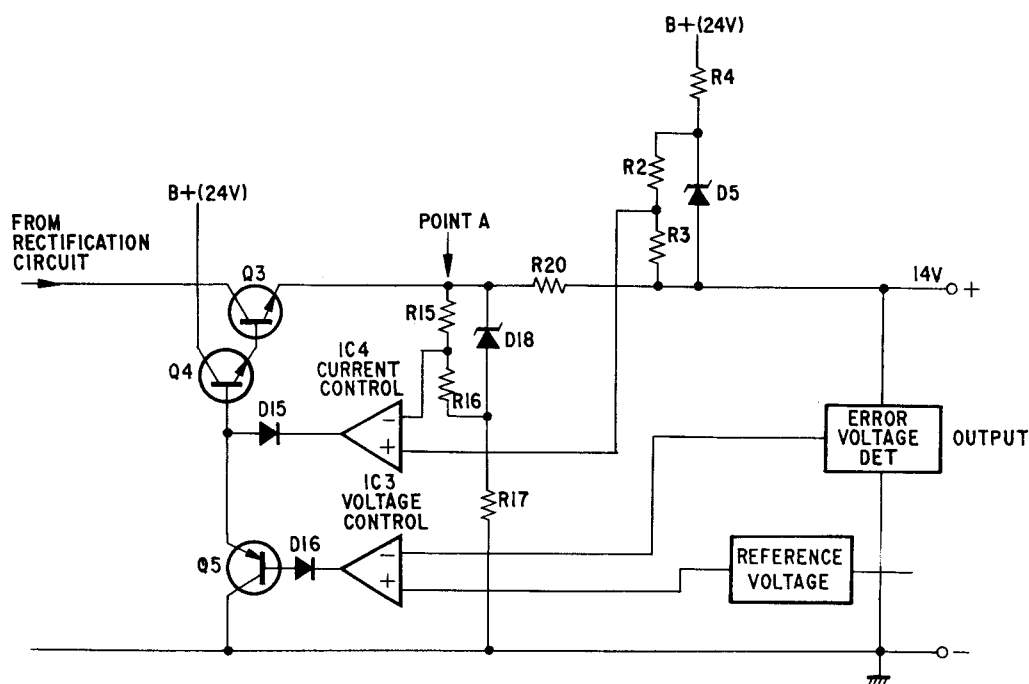 B+(24V)
R4
R2
D5
B+(24V)
FROM
RECTIFICATION
CIRCUIT
POINT A
R3
Q3
R20
14V
+
R15
D18
IC4
CURRENT
CONTROL
Q4
R16
D15
−
+
ERROR
VOLTAGE
DET
OUTPUT
IC3
VOLTAGE
CONTROL
R17
Q5
D16
−
+
REFERENCE
VOLTAGE
−